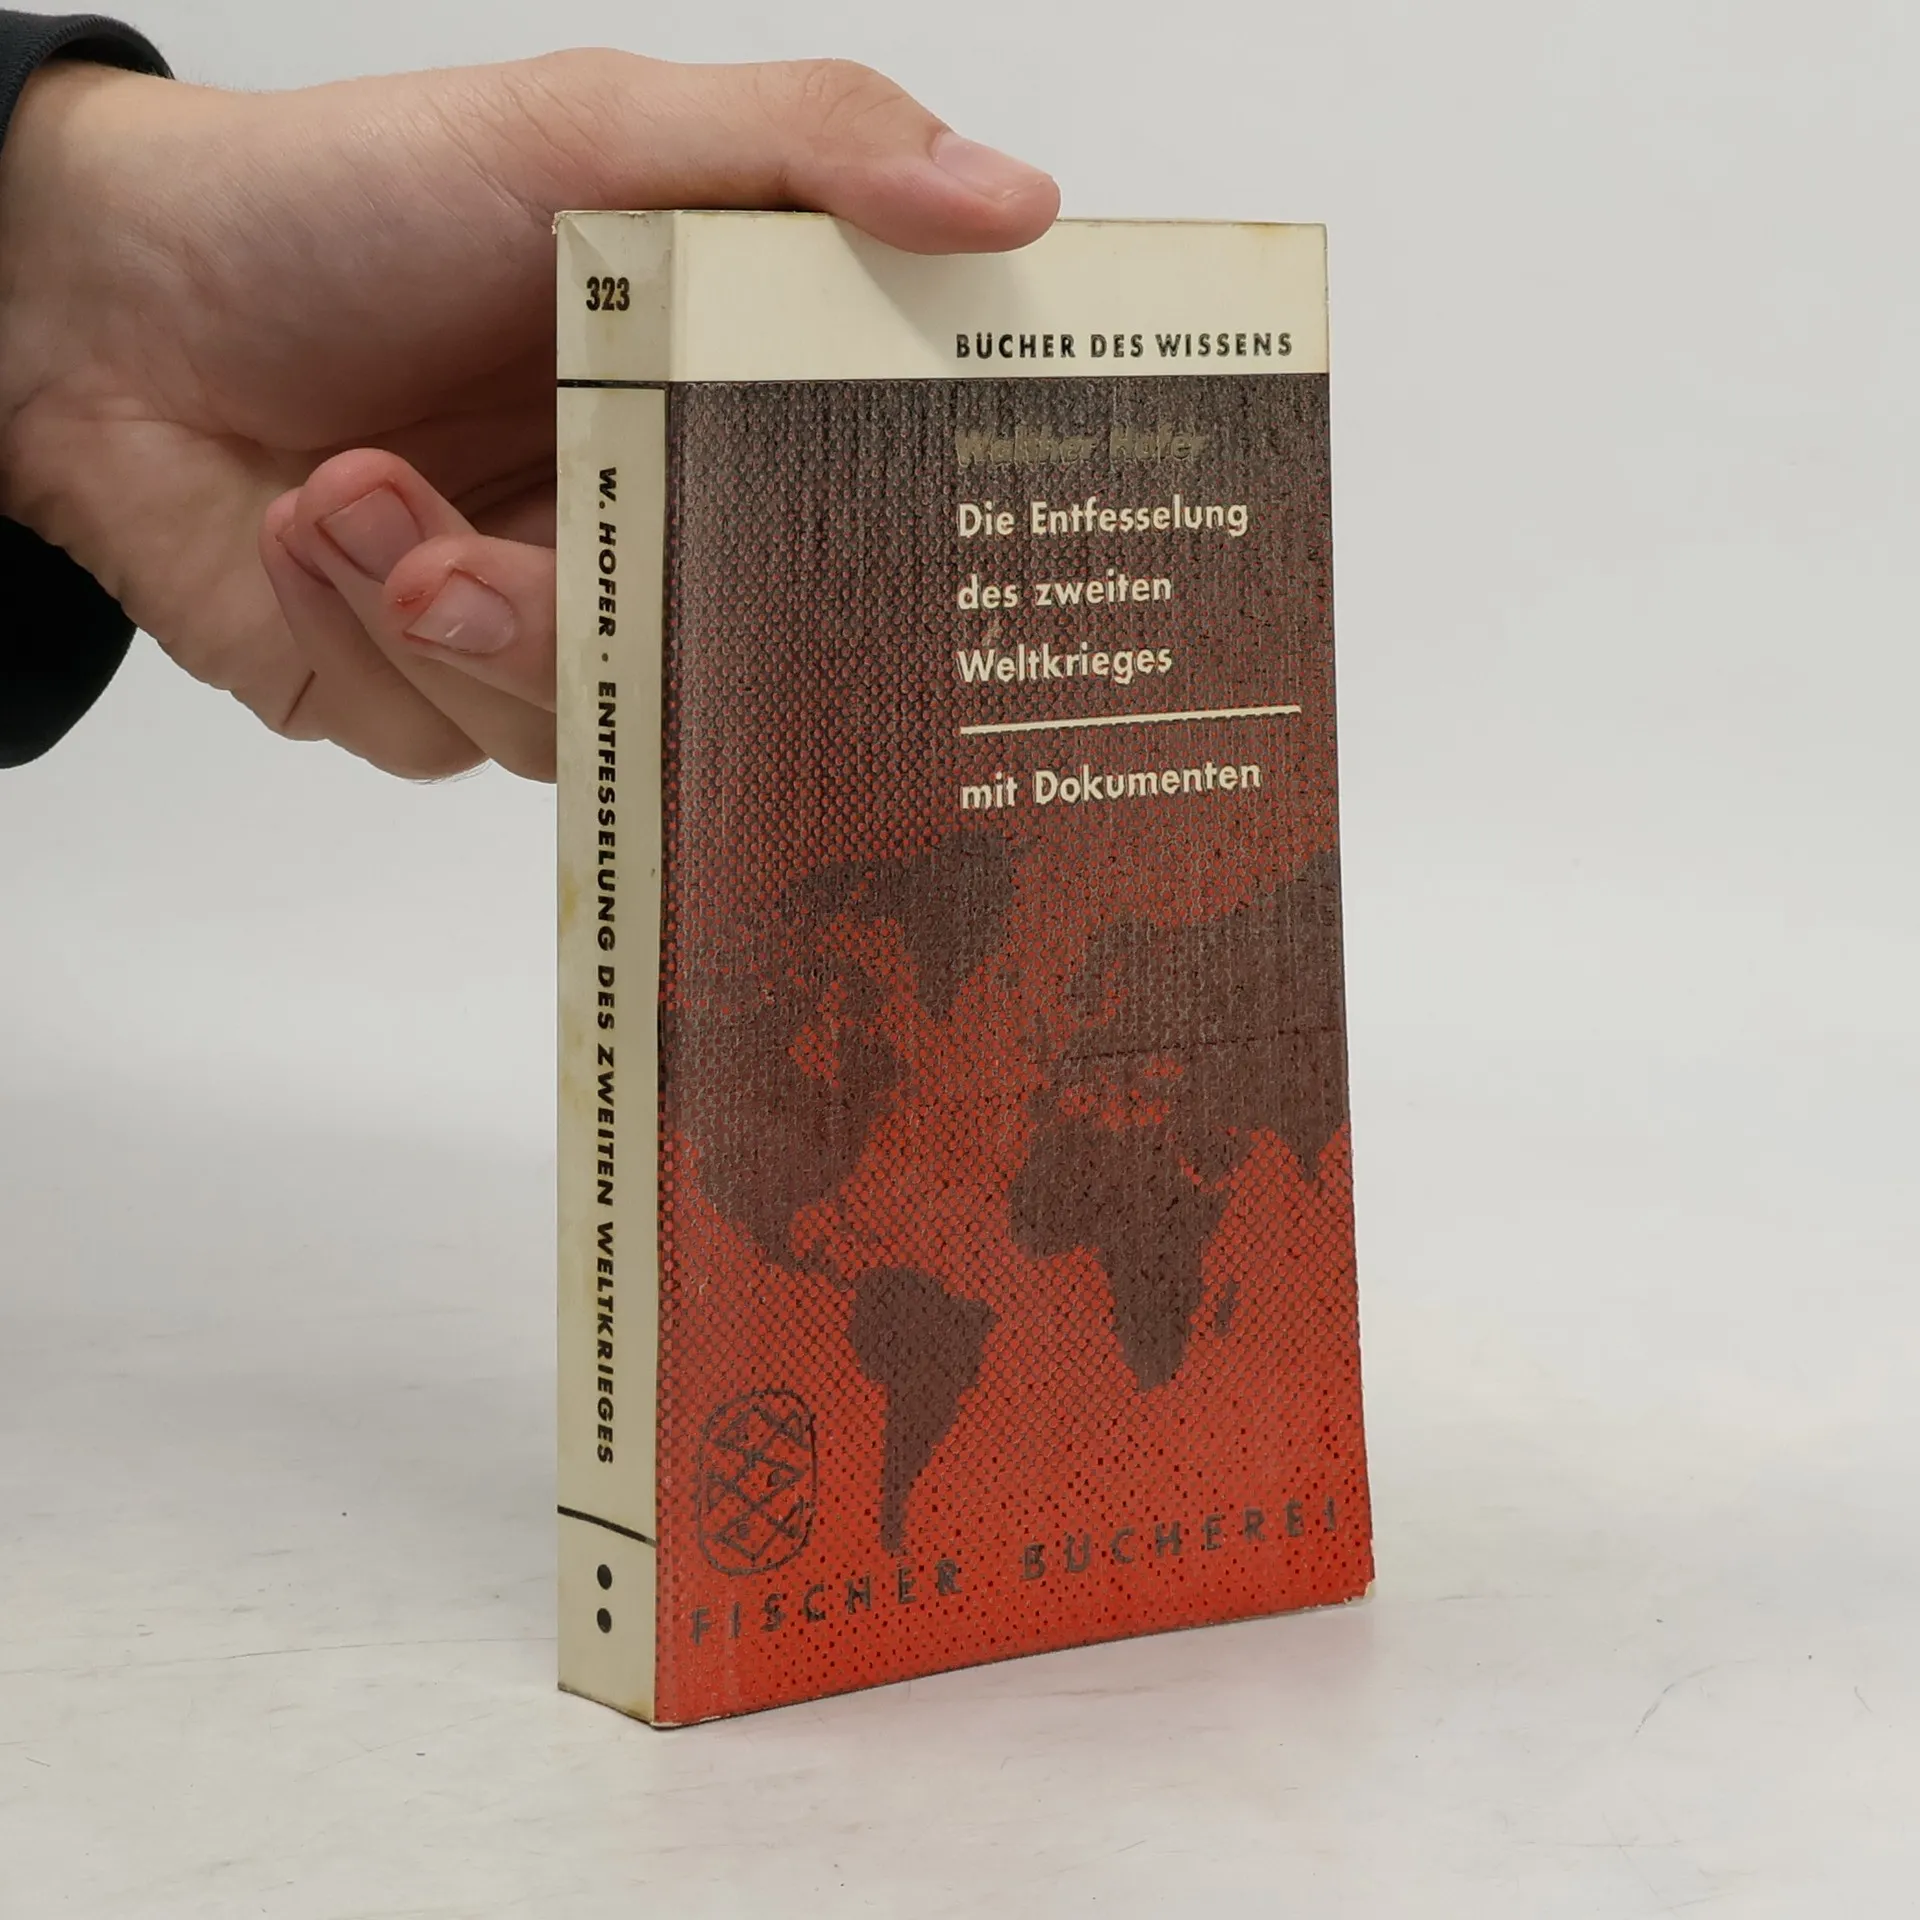 323
W. HOFER • ENTFESSELUNG DES ZWEITEN WELTKRIEGES
BÜCHER DES WISSENS
Walther Hofer
Die Entfesselung
des zweiten
Weltkrieges
mit Dokumenten
FISCHER BÜCHEREI